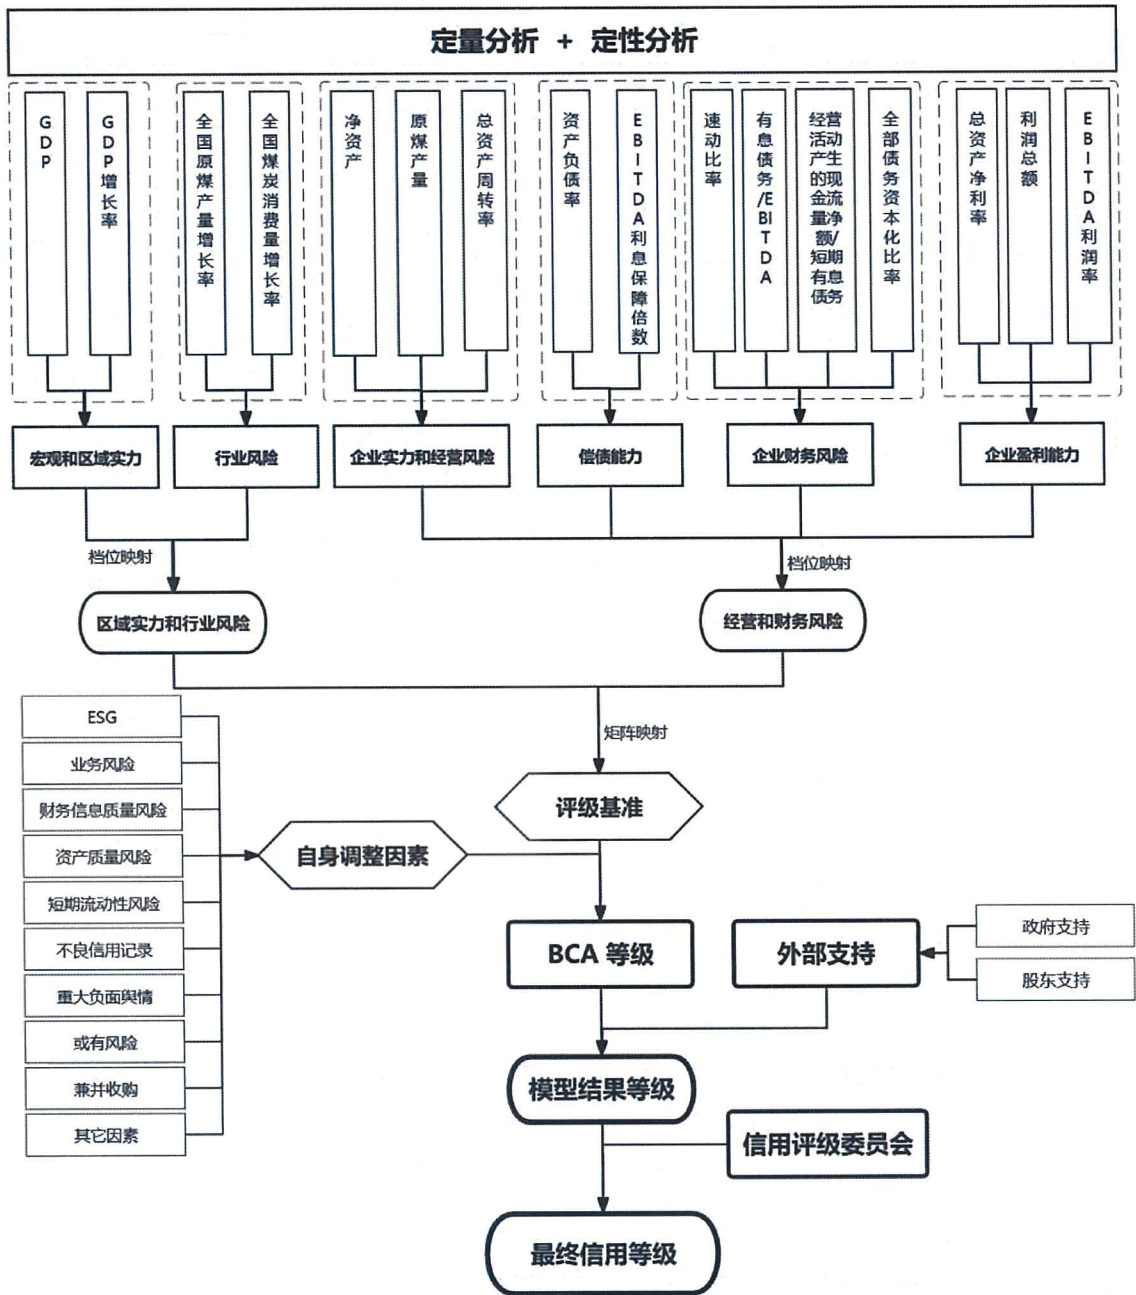 定量分析 + 定性分析
GDP
GDP增长率
全国原煤产量增长率
全国煤炭消费量增长率
净资产
原煤产量
总资产周转率
资产负债率
EBITDA利息保障倍数
速动比率
有息债务/EBITDA
经营活动产生的现金流量净额/短期有息债务
全部债务资本化比率
总资产净利率
利润总额
EBITDA利润率
宏观和区域实力
行业风险
企业实力和经营风险
偿债能力
企业财务风险
企业盈利能力
档位映射
档位映射
区域实力和行业风险
经营和财务风险
ESG
业务风险
财务信息质量风险
资产质量风险
短期流动性风险
不良信用记录
重大负面舆情
或有风险
兼并收购
其它因素
矩阵映射
评级基准
自身调整因素
BCA 等级
外部支持
政府支持
股东支持
模型结果等级
信用评级委员会
最终信用等级